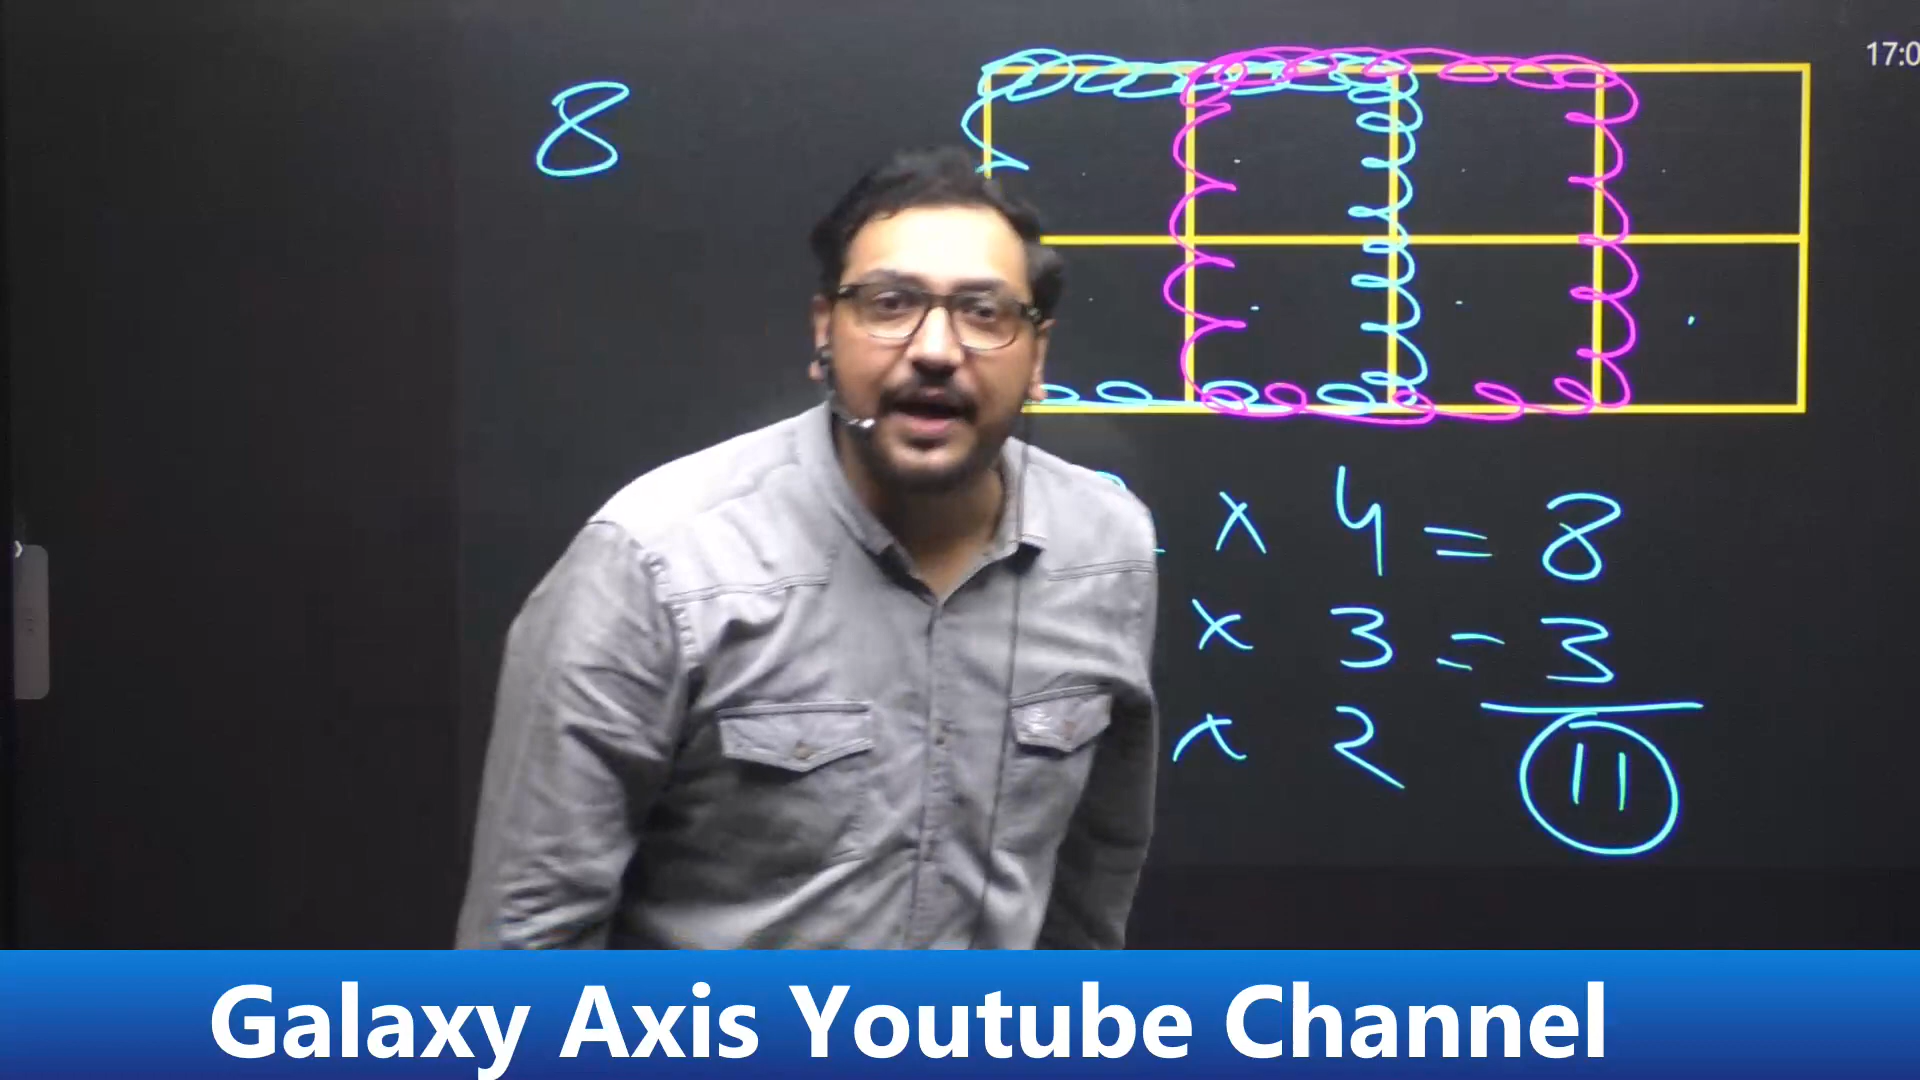 17:0
8
x 4 = 8
x 3 = 3
x 2
11
Galaxy Axis Youtube Channel